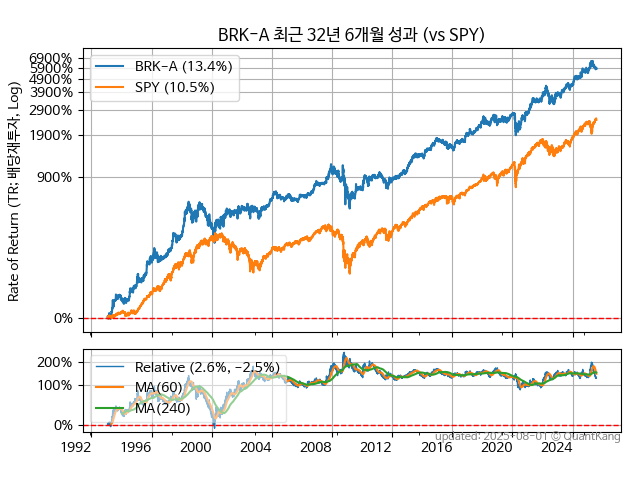 BRK-A 최근 32년 6개월 성과 (vs SPY)
6900%
5900%
4900%
3900%
2900%
1900%
900%
0%
Rate of Return (TR; 배당재투자, Log)
BRK-A (13.4%)
SPY (10.5%)
200%
100%
0%
Relative (2.6%, -2.5%)
MA(60)
MA(240)
1992 1996 2000 2004 2008 2012 2016 2020 2024
updated: 2025-08-01 © QuantKang